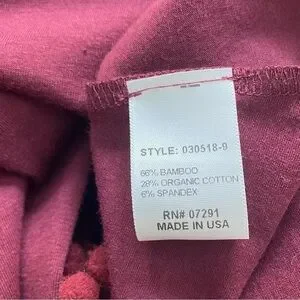 STYLE: 030518-9
66% BAMBOO
28% ORGANIC COTTON
6% SPANDEX
RN# 07291
MADE IN USA